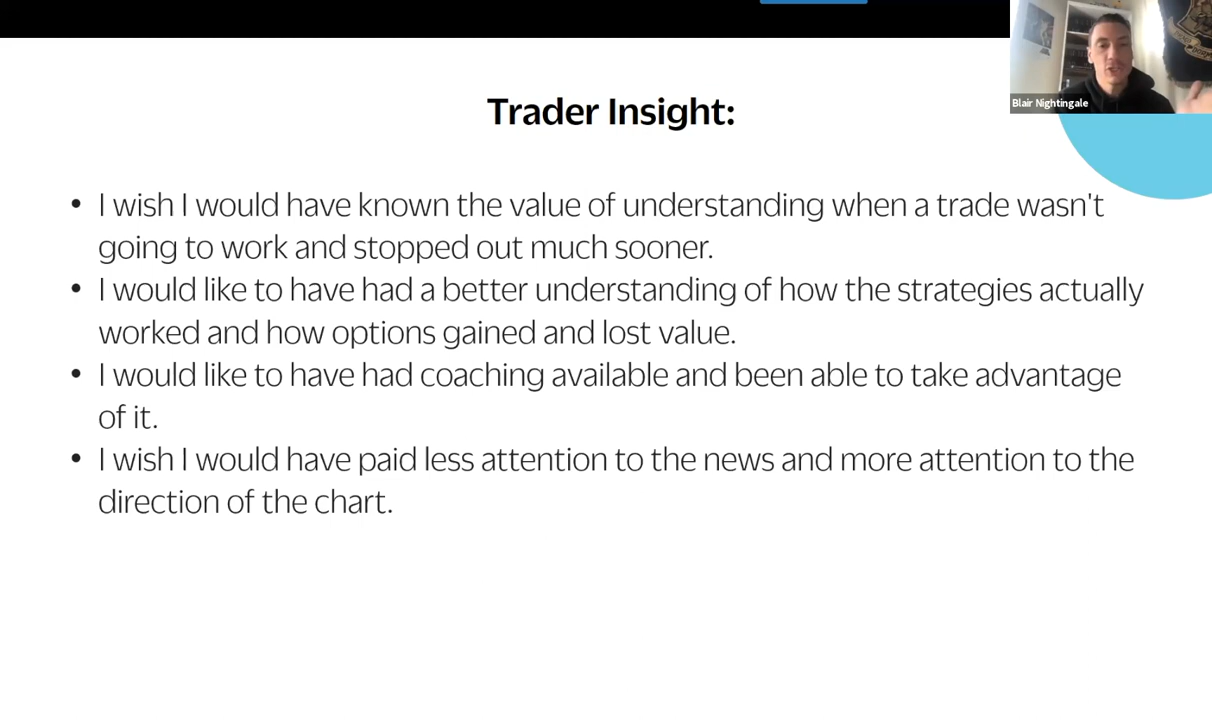 Blair Nightingale
Trader Insight:
• I wish I would have known the value of understanding when a trade wasn't
going to work and stopped out much sooner.
• I would like to have had a better understanding of how the strategies actually
worked and how options gained and lost value.
• I would like to have had coaching available and been able to take advantage
of it.
• I wish I would have paid less attention to the news and more attention to the
direction of the chart.